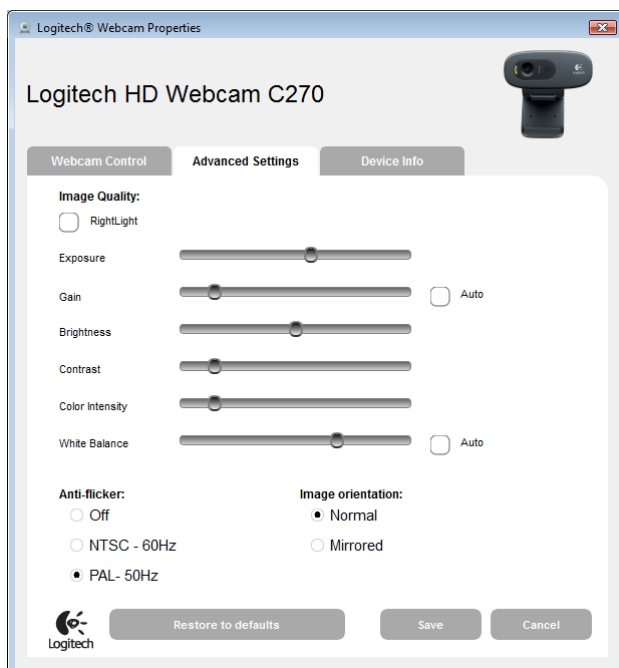 Logitech® Webcam Properties
Logitech HD Webcam C270
Webcam Control
Advanced Settings
Device Info
Image Quality:
RightLight
Exposure
Gain
Auto
Brightness
Contrast
Color Intensity
White Balance
Auto
Anti-flicker:
Image orientation:
Off
Normal
NTSC - 60Hz
Mirrored
PAL- 50Hz
Logitech
Restore to defaults
Save
Cancel